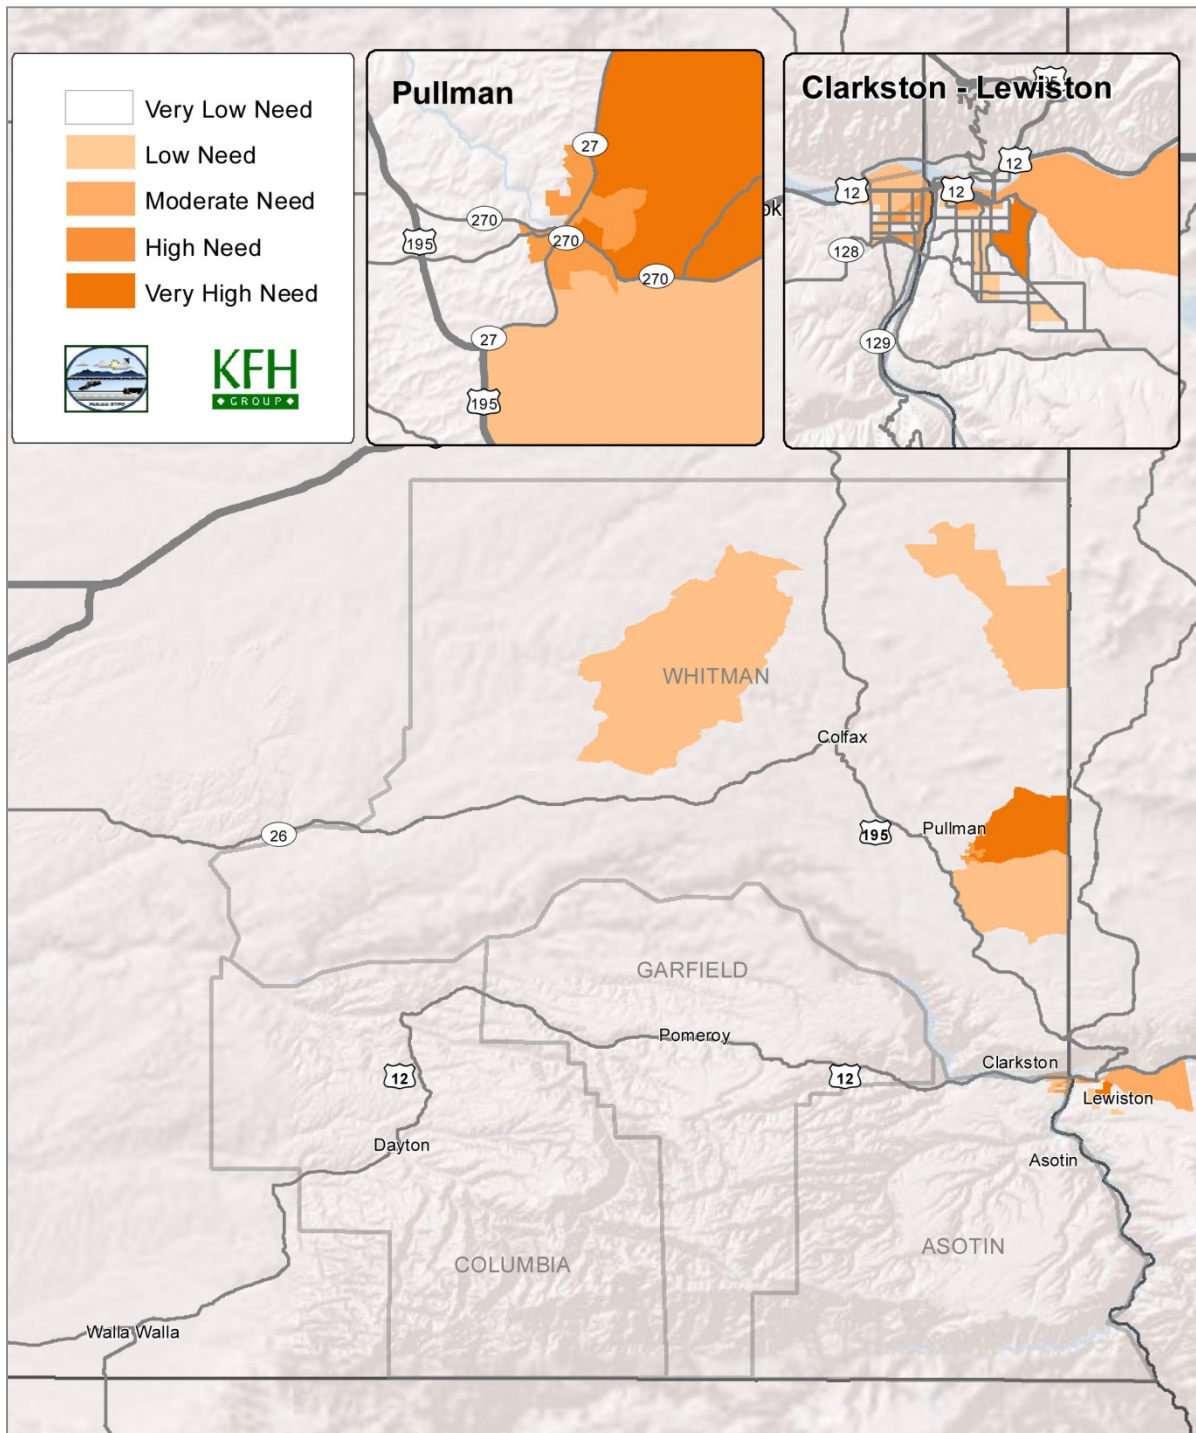 Very Low Need
Low Need
Moderate Need
High Need
Very High Need
KFH
GROUP
Pullman
27
270
195
270
270
27
195
Clarkston - Lewiston
95
12
12
12
128
129
WHITMAN
Colfax
26
195
Pullman
GARFIELD
Pomeroy
12
12
Clarkston
Lewiston
Dayton
Asotin
COLUMBIA
ASOTIN
Walla Walla